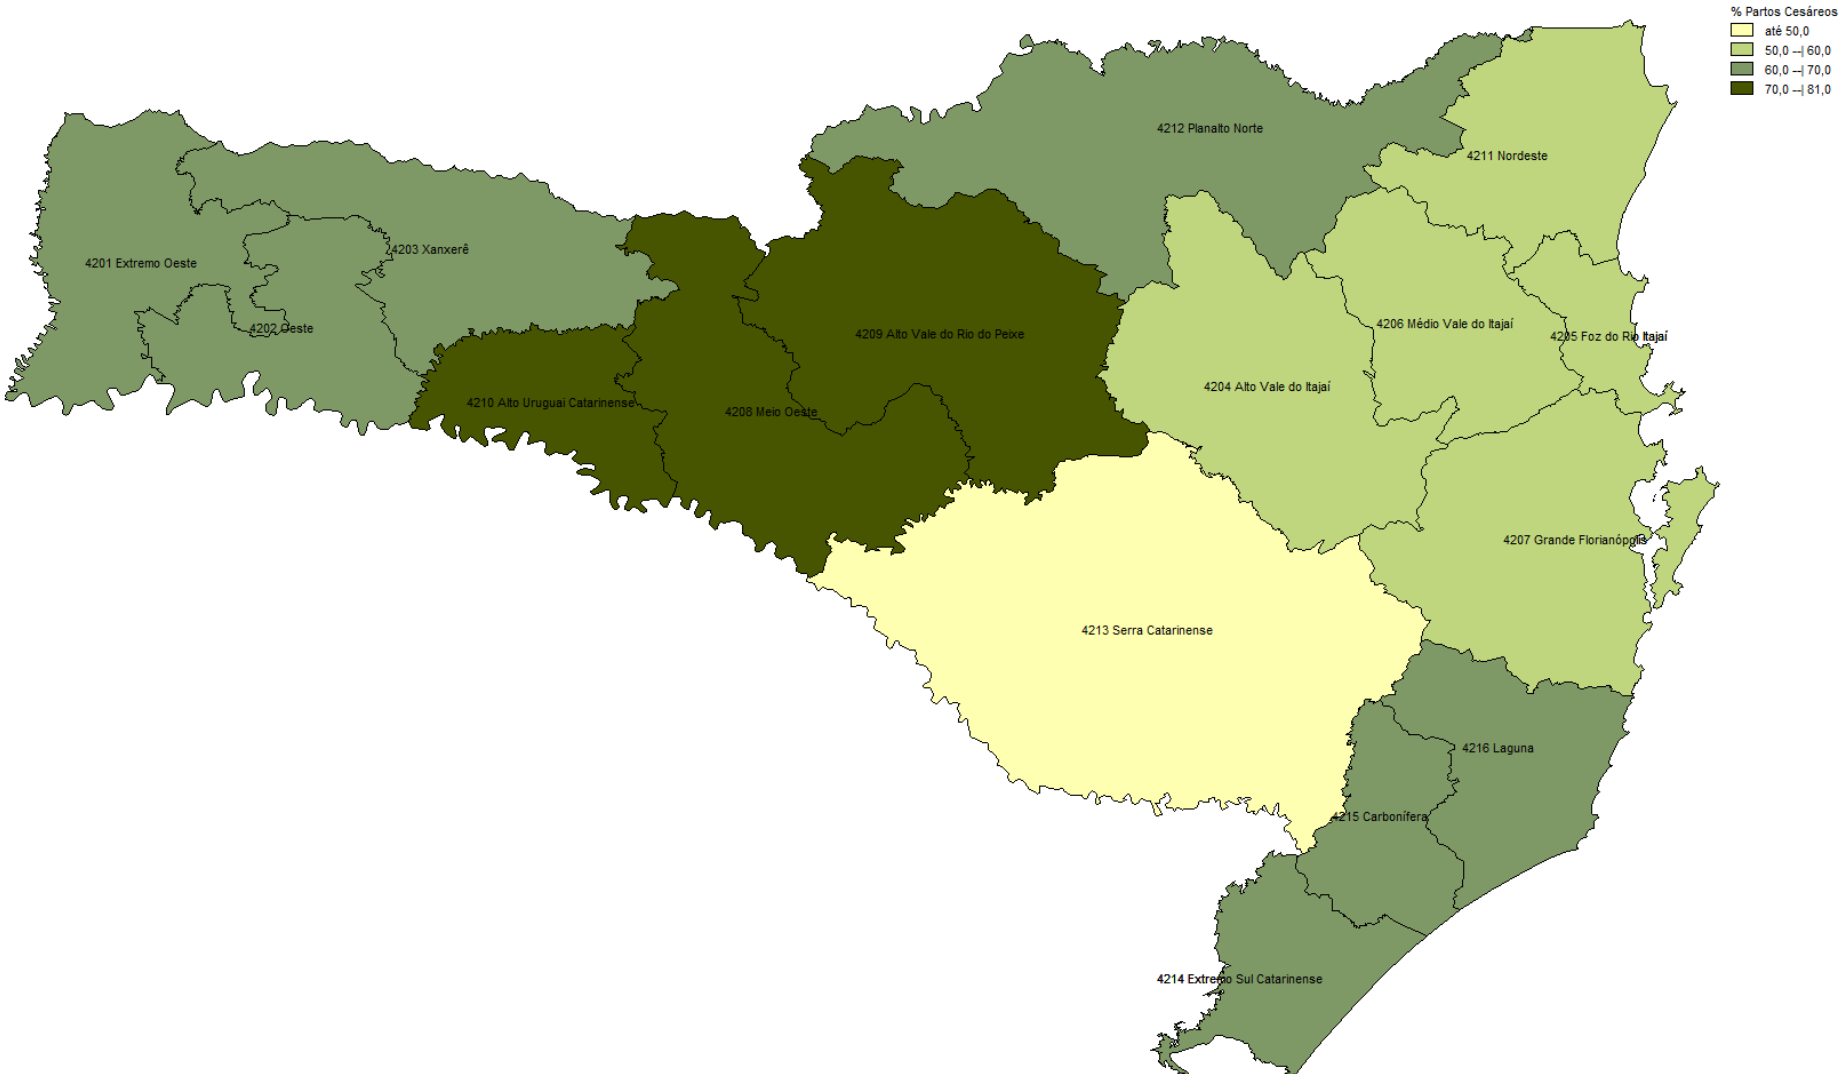 % Partos Cesáreos
até 50,0
50,0 --| 60,0
60,0 --| 70,0
70,0 --| 81,0
4212 Planalto Norte
4211 Nordeste
4203 Xanxerê
4201 Extremo Oeste
4202 Oeste
4209 Alto Vale do Rio do Peixe
4206 Médio Vale do Itajaí
4205 Foz do Rio Itajaí
4204 Alto Vale do Itajaí
4210 Alto Uruguai Catarinense
4208 Meio Oeste
4207 Grande Florianópolis
4213 Serra Catarinense
4216 Laguna
4215 Carbonífera
4214 Extremo Sul Catarinense